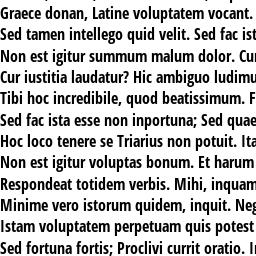 Graece donan, Latine voluptatem vocant.
Sed tamen intellego quid velit. Sed fac ist
Non est igitur summum malum dolor. Cur
Cur iustitia laudatur? Hic ambiguo ludimu
Tibi hoc incredibile, quod beatissimum. F
Sed fac ista esse non inportuna; Sed quae
Hoc loco tenere se Triarius non potuit. Ita
Non est igitur voluptas bonum. Et harum
Respondeat totidem verbis. Mihi, inquam
Minime vero istorum quidem, inquit. Neg
Istam voluptatem perpetuam quis potest
Sed fortuna fortis; Proclivi currit oratio. In